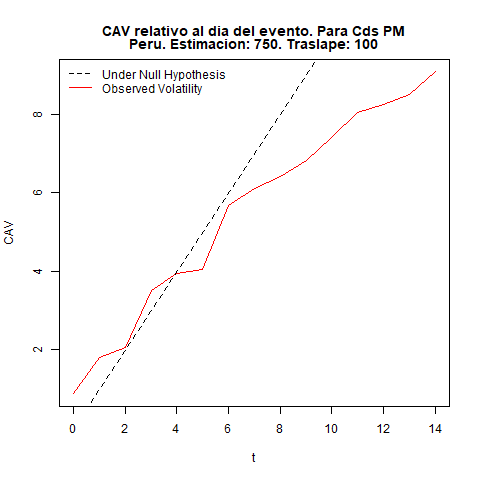 CAV relativo al dia del evento. Para Cds PM
Peru. Estimacion: 750. Traslape: 100
Under Null Hypothesis
Observed Volatility
CAV
8
6
4
2
0 2 4 6 8 10 12 14
t